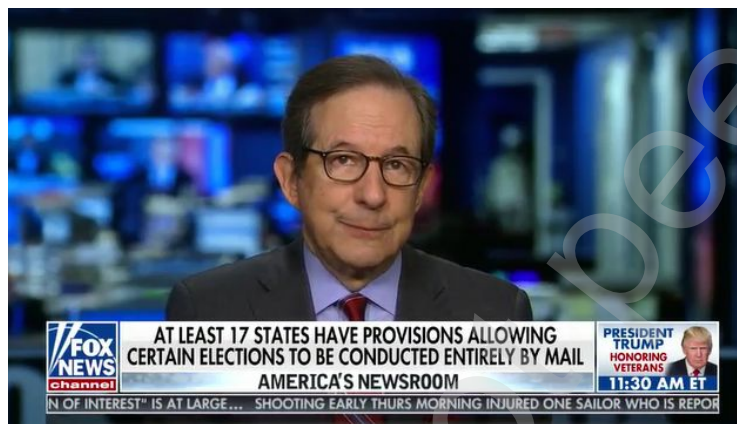 FOX
NEWS
channel
AT LEAST 17 STATES HAVE PROVISIONS ALLOWING
CERTAIN ELECTIONS TO BE CONDUCTED ENTIRELY BY MAIL
AMERICA'S NEWSROOM
PRESIDENT
TRUMP
HONORING
VETERANS
11:30 AM ET
N OF INTEREST" IS AT LARGE... SHOOTING EARLY THURS MORNING INJURED ONE SAILOR WHO IS REPOR